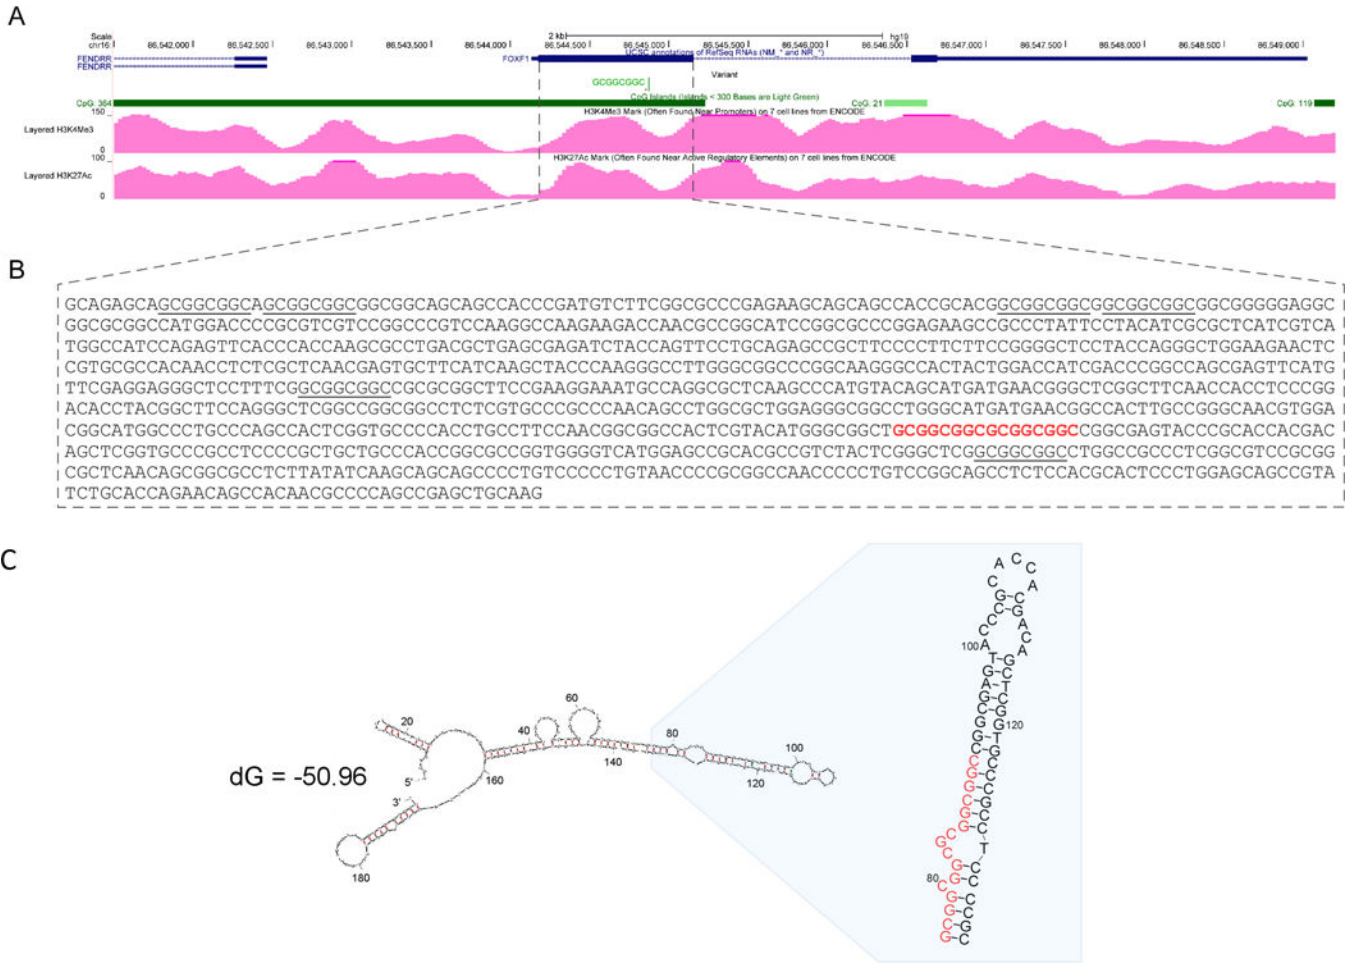 A
Scale
chr16:
2 kb
hg19
86,542,000
86,542,500
86,543,000
86,543,500
86,544,000
86,544,500
86,545,000
86,545,500
86,546,000
86,546,500
86,547,000
86,547,500
86,548,000
86,548,500
86,549,000
UCSC annotations of RefSeq RNAs (NM_* and NR_*)
FENDRR
FENDRR
FOXF1
Variant
GCGGCGGC
CpG Islands (Islands < 300 Bases are Light Green)
CpG: 364
CpG: 21
CpG: 119
H3K4Me3 Mark (Often Found Near Promoters) on 7 cell lines from ENCODE
150
Layered H3K4Me3
0
H3K27Ac Mark (Often Found Near Active Regulatory Elements) on 7 cell lines from ENCODE
100
Layered H3K27Ac
0
B
GCAGAGCAGCGGCGGCAGCGGCGGCGGCGGCAGCAGCCACCCGATGTCTTCGGCGCCCGAGAAGCAGCAGCCACCGCACGGCGGCGGCGGCGGCGGCGGCGGGGGAGGC
GGCGCGGCCATGGACCCCGCGTCGTCCGGCCCGTCCAAGGCCAAGAAGACCAACGCCGGCATCCGGCGCCCGGAGAAGCCGCCCTATTCCTACATCGCGCTCATCGTCA
TGGCCATCCAGAGTTCACCCACCAAGCGCCTGACGCTGAGCGAGATCTACCAGTTCCTGCAGAGCCGCTTCCCCTTCTTCCGGGGCTCCTACCAGGGCTGGAAGAACTC
CGTGCGCCACAACCTCTCGCTCAACGAGTGCTTCATCAAGCTACCCAAGGGCCTTGGGCGGCCCGGCAAGGGCCACTACTGGACCATCGACCCGGCCAGCGAGTTCATG
TTCGAGGAGGGCTCCTTTCGGCGGCGGCCGCGCGGCTTCCGAAGGAAATGCCAGGCGCTCAAGCCCATGTACAGCATGATGAACGGGCTCGGCTTCAACCACCTCCCGG
ACACCTACGGCTTCCAGGGCTCGGCCGGCGGCCTCTCGTGCCCGCCCAACAGCCTGGCGCTGGAGGGCGGCCTGGGCATGATGAACGGCCACTTGCCGGGCAACGTGGA
CGGCATGGCCCTGCCCAGCCACTCGGTGCCCCACCTGCCTTCCAACGGCGGCCACTCGTACATGGGCGGCTGCGGCGGCGCGGCGGCCGGCGAGTACCCGCACCACGAC
AGCTCGGTGCCCGCCTCCCCGCTGCTGCCCACCGGCGCCGGTGGGGTCATGGAGCCGCACGCCGTCTACTCGGGCTCGGCGGCGGCCTGGCCGCCCTCGGCGTCCGCGG
CGCTCAACAGCGGCGCCTCTTATATCAAGCAGCAGCCCCTGTCCCCCTGTAACCCCGCGGCCAACCCCCTGTCCGGCAGCCTCTCCACGCACTCCCTGGAGCAGCCGTA
TCTGCACCAGAACAGCCACAACGCCCCAGCCGAGCTGCAAG
C
dG = -50.96
5'
3'
20
40
60
80
100
120
140
160
180
100
120
80